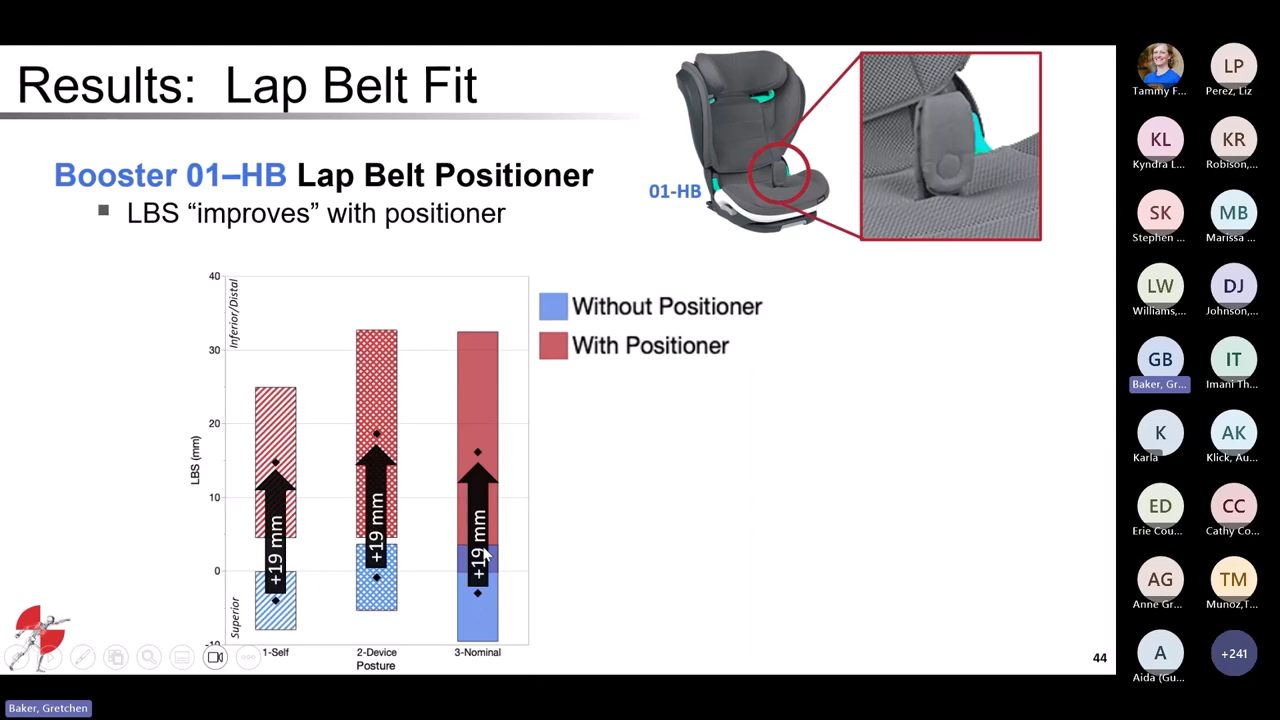 Results: Lap Belt Fit
Booster 01–HB Lap Belt Positioner
LBS “improves” with positioner
01-HB
Without Positioner
With Positioner
40
30
20
10
0
-10
LBS (mm)
Inferior/Distal
Superior
+19 mm
+19 mm
+19 mm
1-Self
2-Device
3-Nominal
Posture
44
Tammy F...
LP
Perez, Liz
KL
Kyndra L...
KR
Robison,...
SK
Stephen ...
MB
Marissa ...
LW
Williams,...
DJ
Johnson,...
GB
Baker, Gr...
IT
Imani Th...
K
Karla
AK
Klick, Au...
ED
Erie Cou...
CC
Cathy Co...
AG
Anne Gr...
TM
Munoz,T...
A
Aida (Gu...
+241
Baker, Gretchen